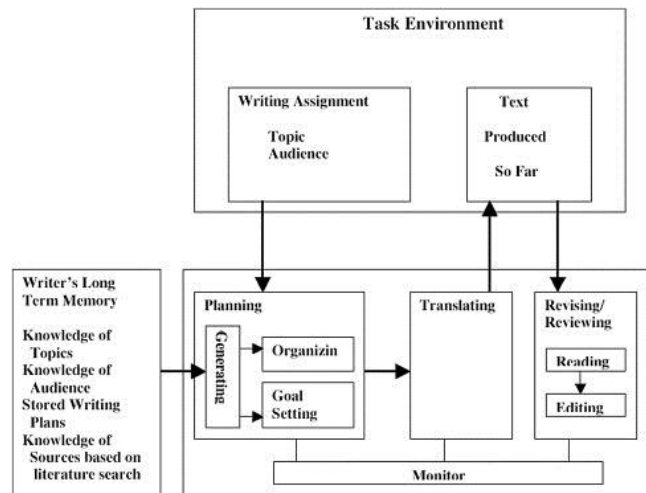 Task Environment
Writing Assignment
Topic
Audience
Text
Produced
So Far
Writer's Long
Term Memory
Knowledge of
Topics
Knowledge of
Audience
Stored Writing
Plans
Knowledge of
Sources based on
literature search
Planning
Generating
Organizin
Goal
Setting
Translating
Revising/
Reviewing
Reading
Editing
Monitor